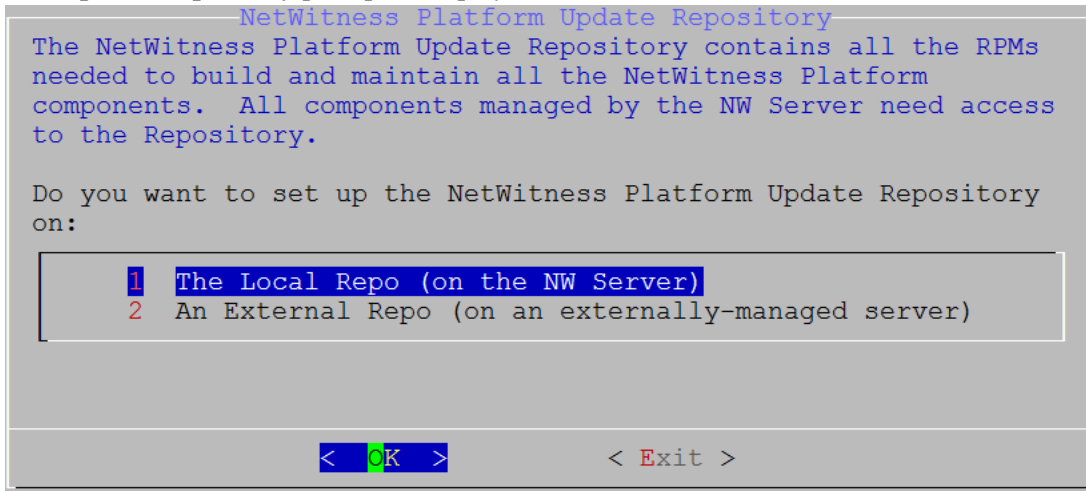 NetWitness Platform Update Repository
The NetWitness Platform Update Repository contains all the RPMs
needed to build and maintain all the NetWitness Platform
components.  All components managed by the NW Server need access
to the Repository.
Do you want to set up the NetWitness Platform Update Repository
on:
1  The Local Repo (on the NW Server)
2  An External Repo (on an externally-managed server)
<  OK  >          < Exit >